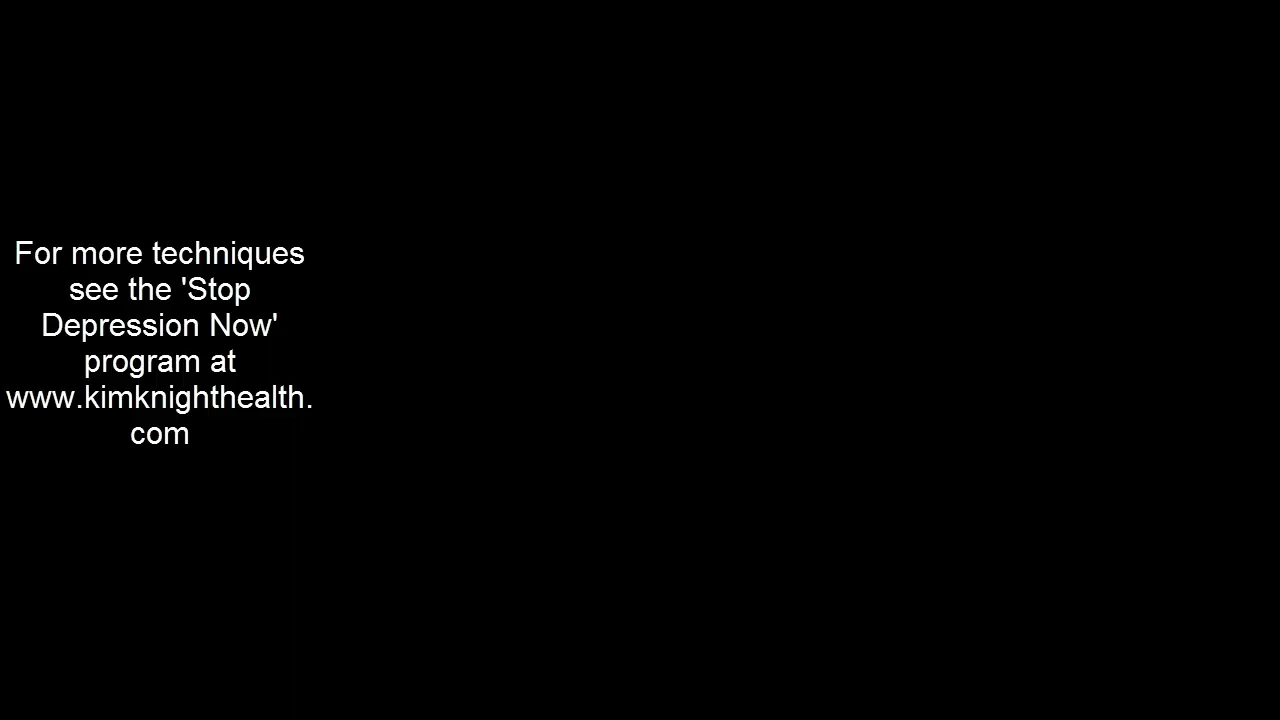 For more techniques
see the 'Stop
Depression Now'
program at
www.kimknighthealth.
com